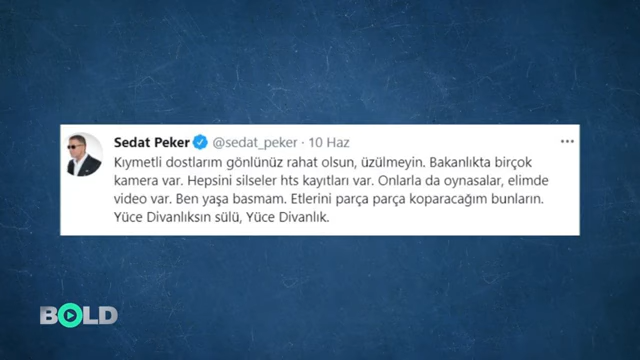 Sedat Peker @sedat_peker · 10 Haz
Kıymetli dostlarım gönlünüz rahat olsun, üzülmeyin. Bakanlıkta birçok
kamera var. Hepsini silseler hts kayıtları var. Onlarla da oynasalar, elimde
video var. Ben yaşa basmam. Etlerini parça parça koparacağım bunların.
Yüce Divanlıksın sülü, Yüce Divanlık.
BOLD